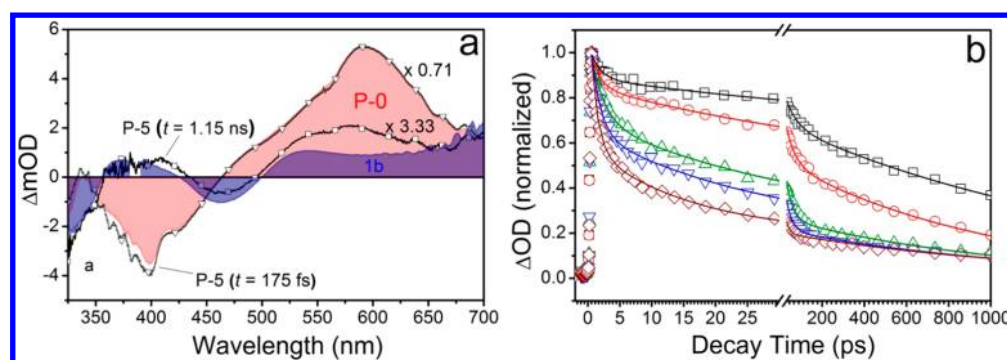 a
x 0.71
P-0
x 3.33
P-5 (t = 1.15 ns)
1b
a
P-5 (t = 175 fs)
6
4
2
0
-2
-4
350 400 450 500 550 600 650 700
Wavelength (nm)
ΔmOD
b
1.0
0.8
0.6
0.4
0.2
0.0
0 5 10 15 20 25 200 400 600 800 1000
Decay Time (ps)
ΔOD (normalized)